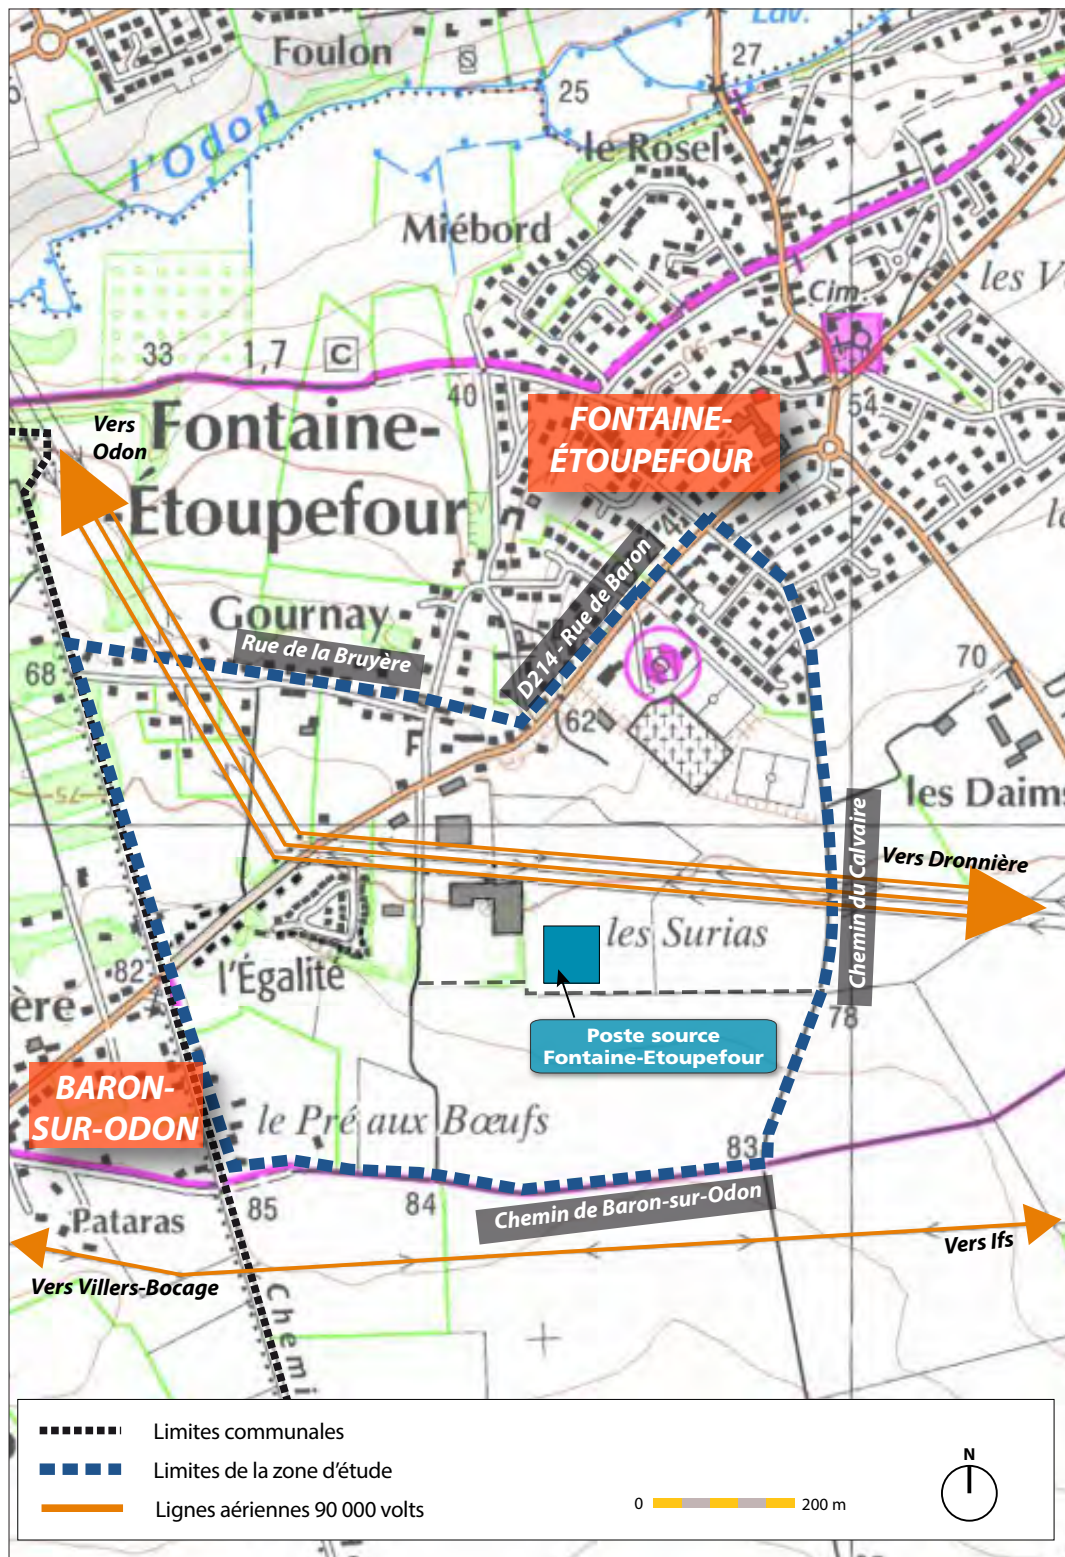 Foulon
Lav.
27
25
l'Odon
le Rosel
Miébord
Cim.
33
1,7
C
40
54
Vers
Odon
Fontaine-
Etoupefour
FONTAINE-
ÉTOUPEFOUR
Gournay
Rue de la Bruyère
D214 - Rue de Baron
68
70
62
F
75
les Daims
Vers Dronnière
Chemin du Calvaire
les Surias
82
l'Égalité
ère
78
Poste source
Fontaine-Etoupefour
BARON-
SUR-ODON
le Pré aux Bœufs
83
85
84
Chemin de Baron-sur-Odon
Pataras
Vers Ifs
Vers Villers-Bocage
Chemi
Limites communales
Limites de la zone d'étude
Lignes aériennes 90 000 volts
0
200 m
N